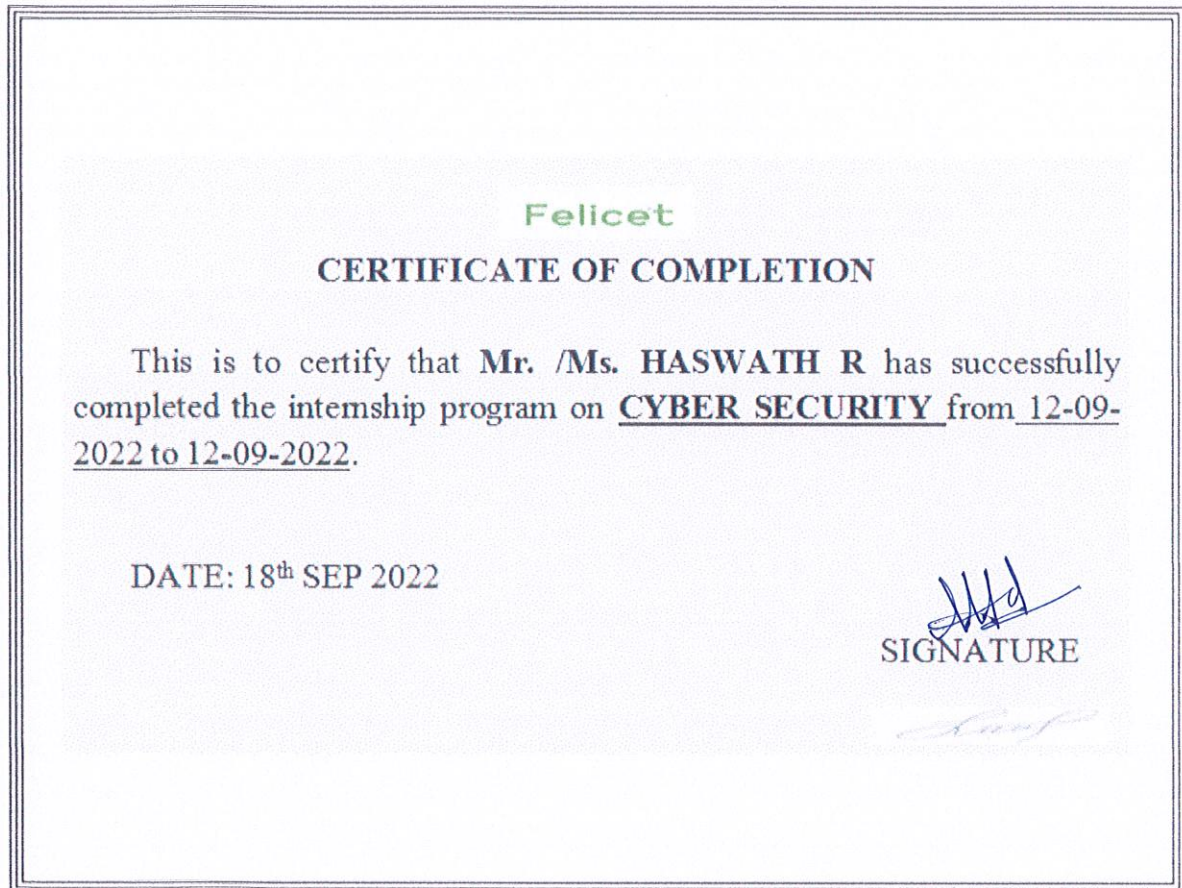 Felicet
CERTIFICATE OF COMPLETION
This is to certify that Mr. /Ms. HASWATH R has successfully
completed the internship program on CYBER SECURITY from 12-09-
2022 to 12-09-2022.
DATE: 18th SEP 2022
SIGNATURE